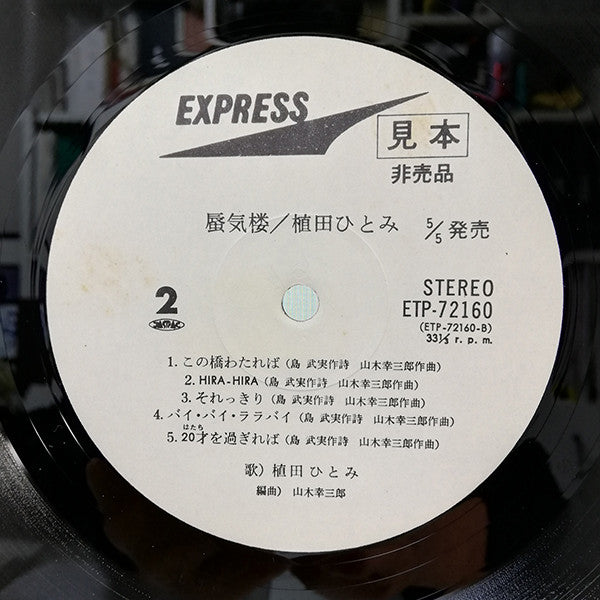 EXPRESS
見本
非売品
蜃気楼/植田ひとみ 5/5発売
STEREO
2 ETP-72160
JASRAC (ETP-72160-B)
33⅓ r. p. m.
1. この橋わたれば (島 武実作詩 山木幸三郎作曲)
2. HIRA-HIRA (島 武実作詩 山木幸三郎作曲)
3. それっきり (島 武実作詩 山木幸三郎作曲)
4. バイ・バイ・ララバイ (島 武実作詩 山木幸三郎作曲)
はたち
5. 20才を過ぎれば (島 武実作詩 山木幸三郎作曲)
歌) 植田ひとみ
編曲) 山木幸三郎